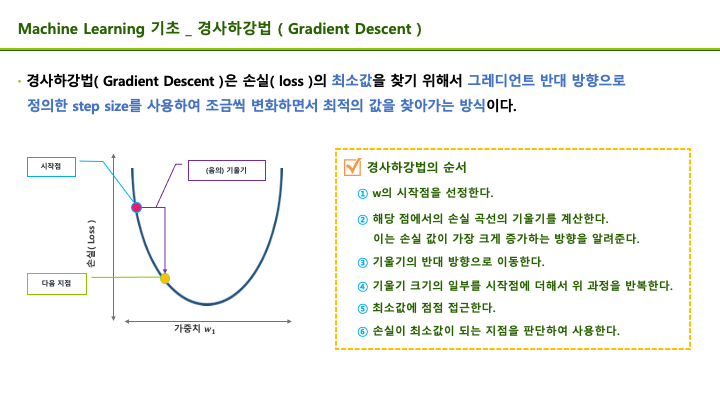 Machine Learning 기초 _ 경사하강법 ( Gradient Descent )
· 경사하강법( Gradient Descent )은 손실( loss )의 최소값을 찾기 위해서 그레디언트 반대 방향으로
정의한 step size를 사용하여 조금씩 변화하면서 최적의 값을 찾아가는 방식이다.
시작점
(음의) 기울기
손실( Loss )
다음 지점
가중치 w₁
경사하강법의 순서
① w의 시작점을 선정한다.
② 해당 점에서의 손실 곡선의 기울기를 계산한다.
이는 손실 값이 가장 크게 증가하는 방향을 알려준다.
③ 기울기의 반대 방향으로 이동한다.
④ 기울기 크기의 일부를 시작점에 더해서 위 과정을 반복한다.
⑤ 최소값에 점점 접근한다.
⑥ 손실이 최소값이 되는 지점을 판단하여 사용한다.